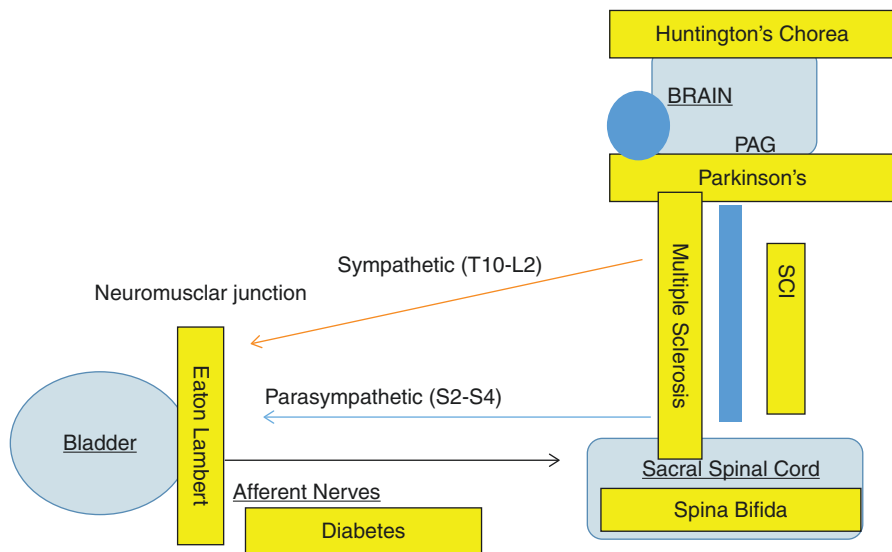 Huntington's Chorea
BRAIN
PAG
Parkinson's
Sympathetic (T10-L2)
Multiple Sclerosis
SCI
Neuromusclar junction
Eaton Lambert
Parasympathetic (S2-S4)
Bladder
Sacral Spinal Cord
Afferent Nerves
Spina Bifida
Diabetes